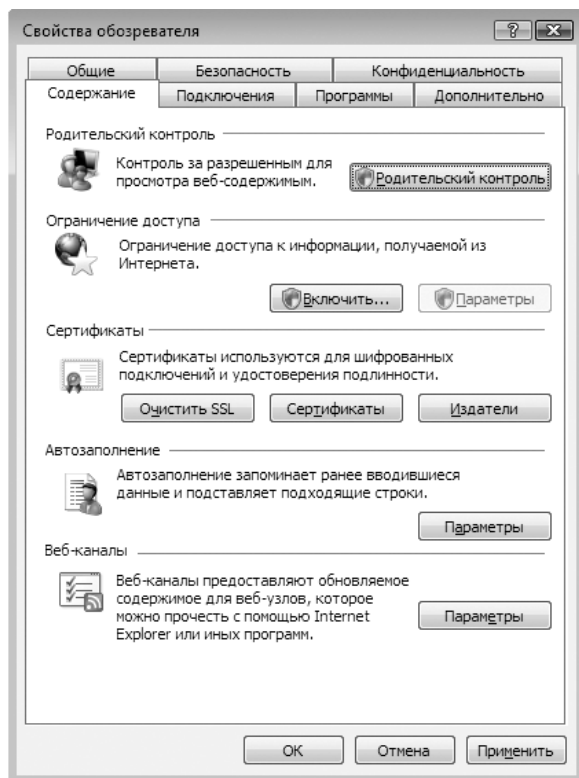 Свойства обозревателя
Общие Безопасность Конфиденциальность
Содержание Подключения Программы Дополнительно
Родительский контроль
Контроль за разрешенным для
просмотра веб-содержимым.
Родительский контроль
Ограничение доступа
Ограничение доступа к информации, получаемой из
Интернета.
Включить... Параметры
Сертификаты
Сертификаты используются для шифрованных
подключений и удостоверения подлинности.
Очистить SSL Сертификаты Издатели
Автозаполнение
Автозаполнение запоминает ранее вводившиеся
данные и подставляет подходящие строки.
Параметры
Веб-каналы
Веб-каналы предоставляют обновляемое
содержимое для веб-узлов, которое
можно прочесть с помощью Internet
Explorer или иных программ.
Параметры
ОК Отмена Применить